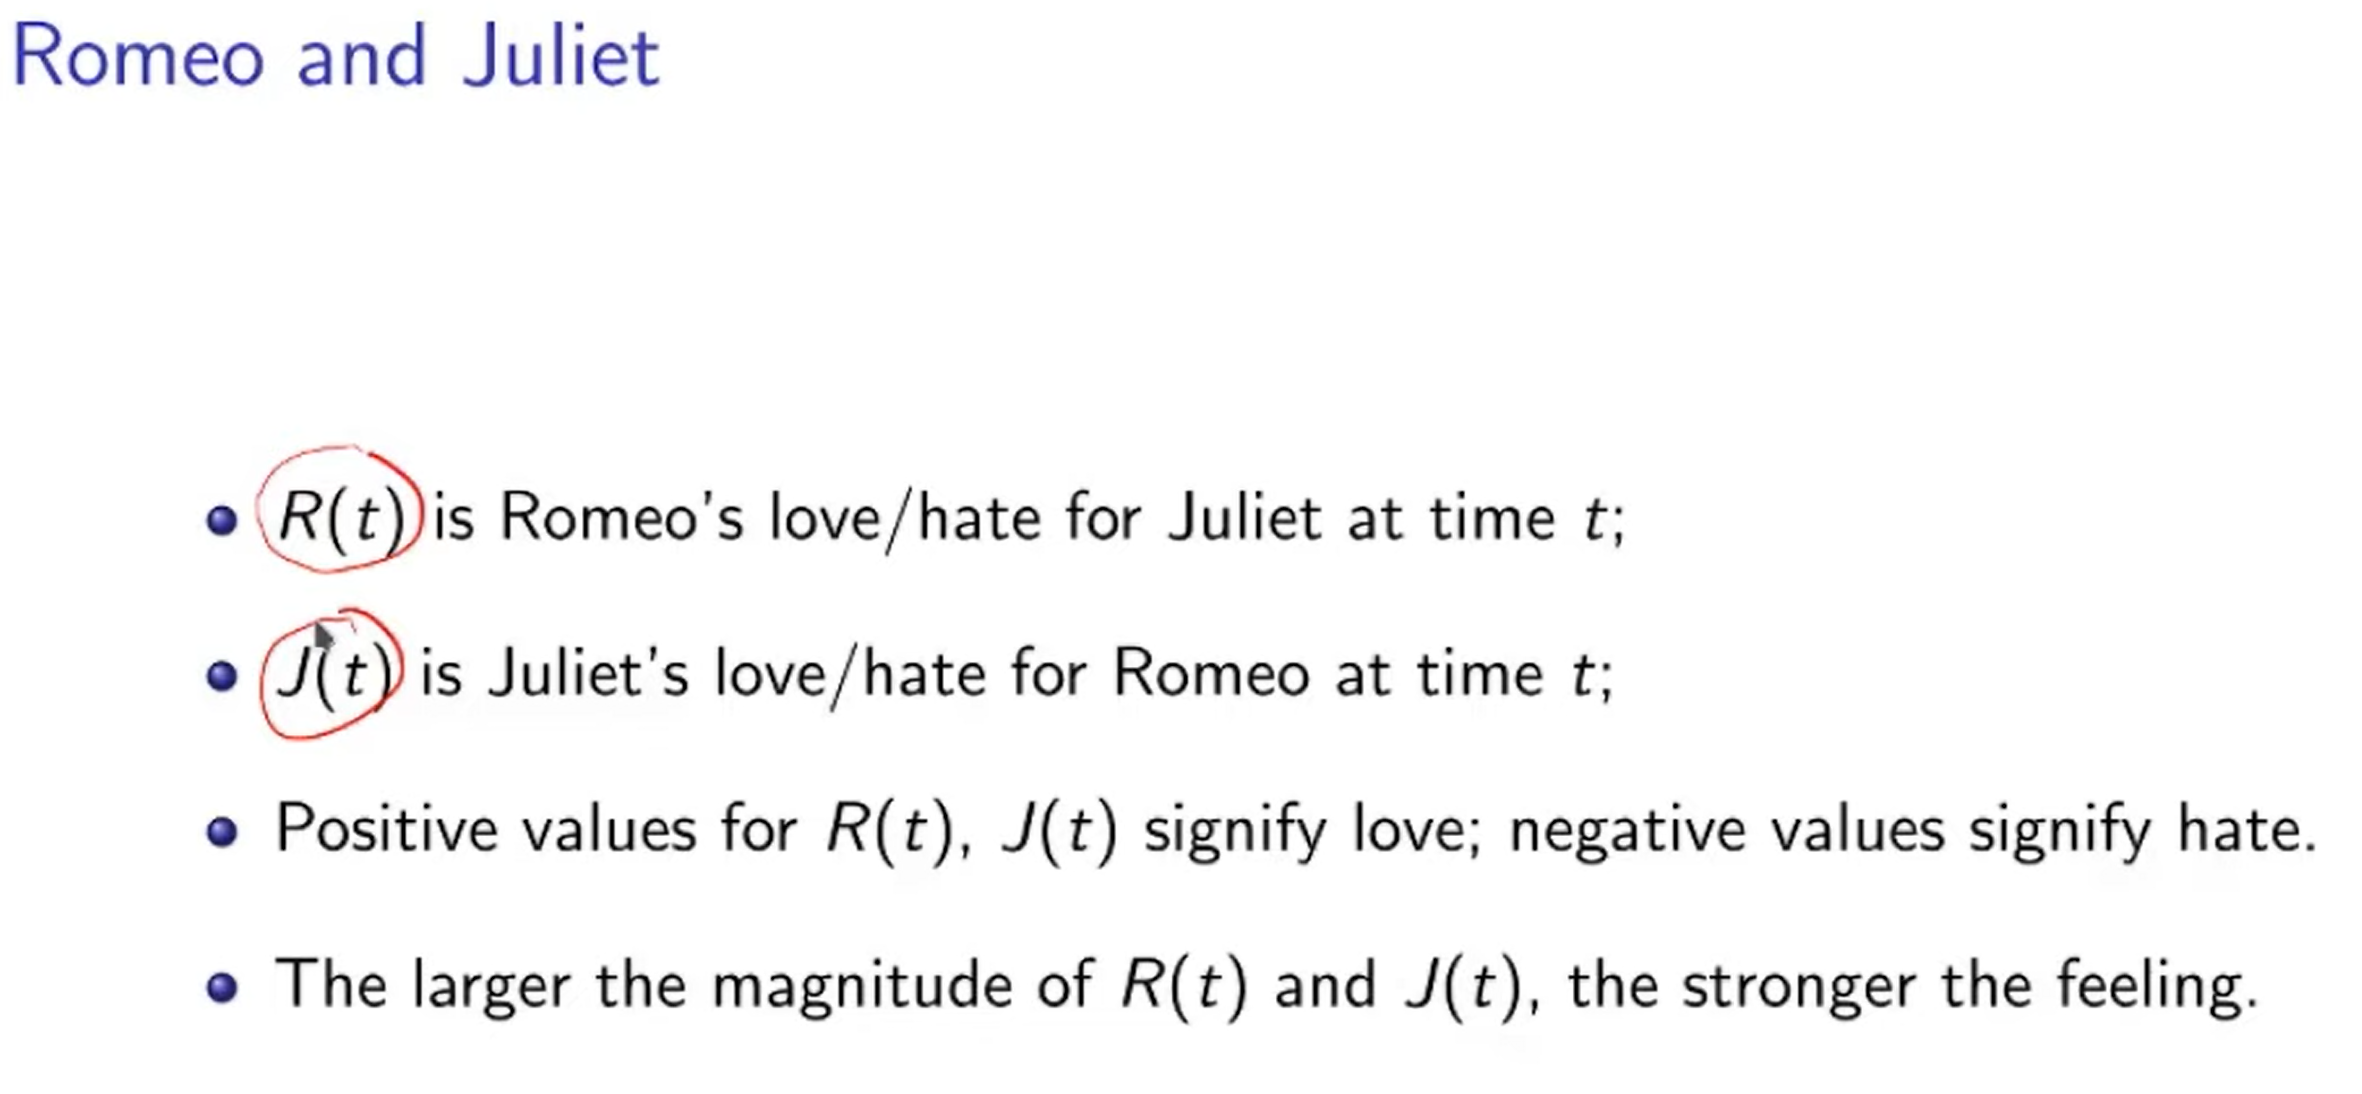 Romeo and Juliet
R(t) is Romeo's love/hate for Juliet at time t;
J(t) is Juliet's love/hate for Romeo at time t;
Positive values for R(t), J(t) signify love; negative values signify hate.
The larger the magnitude of R(t) and J(t), the stronger the feeling.